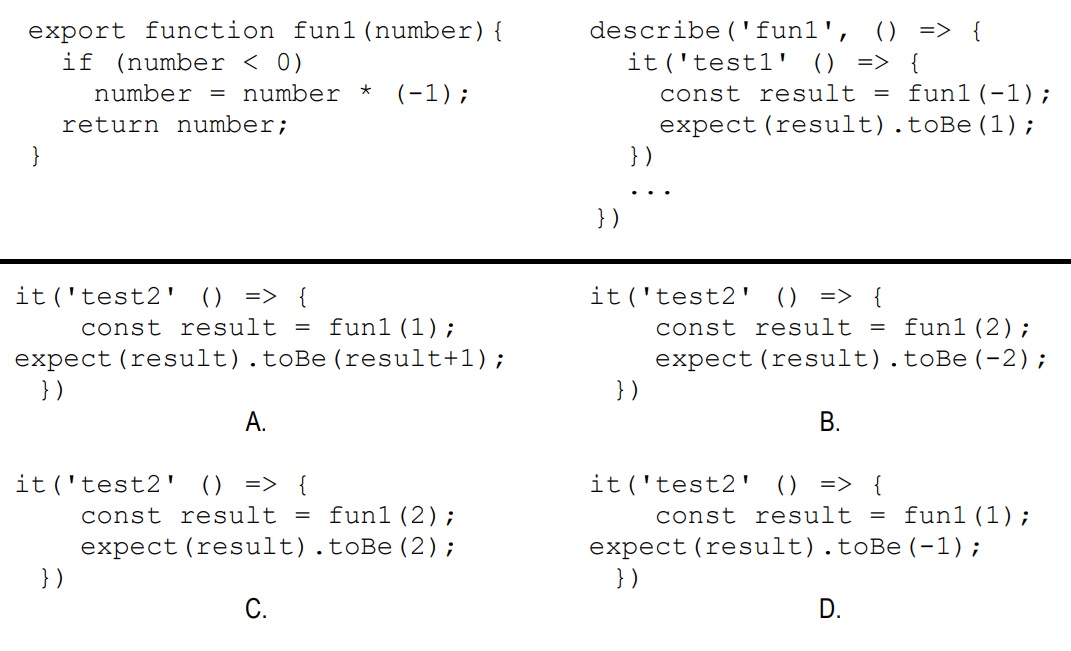 export function fun1(number){
if (number < 0)
number = number * (-1);
return number;
}
describe('fun1', () => {
it('test1' () => {
const result = fun1(-1);
expect(result).toBe(1);
})
...
})
it('test2' () => {
const result = fun1(1);
expect(result).toBe(result+1);
})
A.
it('test2' () => {
const result = fun1(2);
expect(result).toBe(-2);
})
B.
it('test2' () => {
const result = fun1(2);
expect(result).toBe(2);
})
C.
it('test2' () => {
const result = fun1(1);
expect(result).toBe(-1);
})
D.